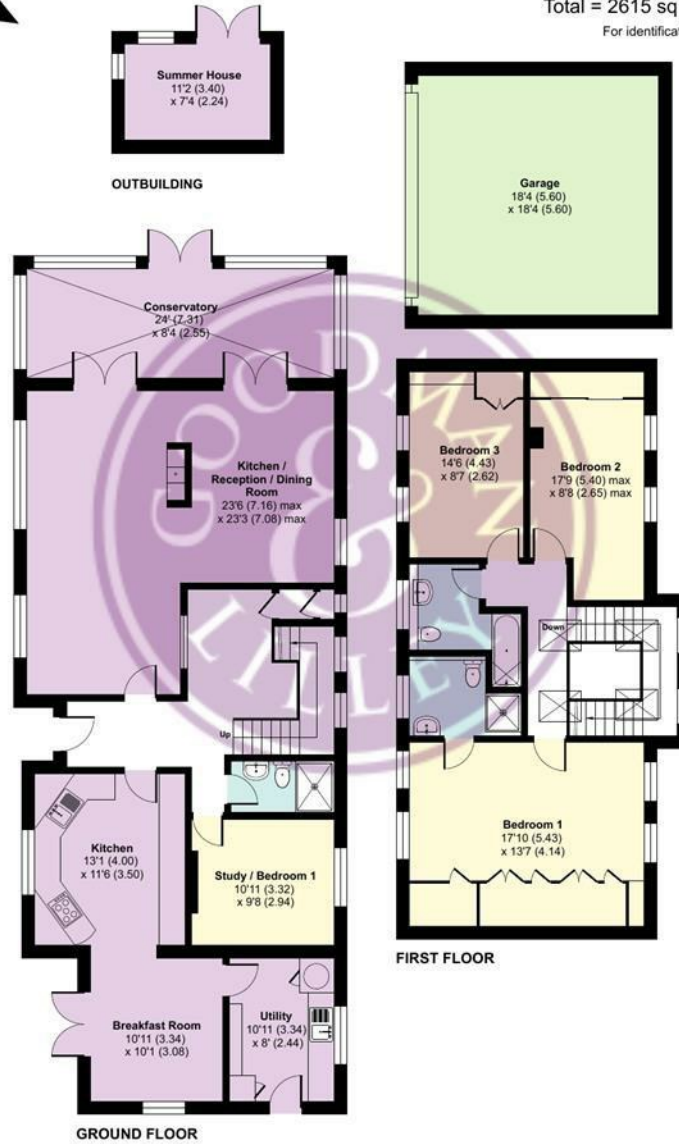 Total = 2615 sq
For identificat
Summer House
11'2 (3.40)
x 7'4 (2.24)
OUTBUILDING
Garage
18'4 (5.60)
x 18'4 (5.60)
Conservatory
24' (7.31)
x 8'4 (2.55)
Kitchen /
Reception / Dining
Room
23'6 (7.16) max
x 23'3 (7.08) max
Bedroom 3
14'6 (4.43)
x 8'7 (2.62)
Bedroom 2
17'9 (5.40) max
x 8'8 (2.65) max
Down
Up
Kitchen
13'1 (4.00)
x 11'6 (3.50)
Study / Bedroom 1
10'11 (3.32)
x 9'8 (2.94)
Bedroom 1
17'10 (5.43)
x 13'7 (4.14)
FIRST FLOOR
Breakfast Room
10'11 (3.34)
x 10'1 (3.08)
Utility
10'11 (3.34)
x 8' (2.44)
GROUND FLOOR
GOODMAN
&
LILLEY